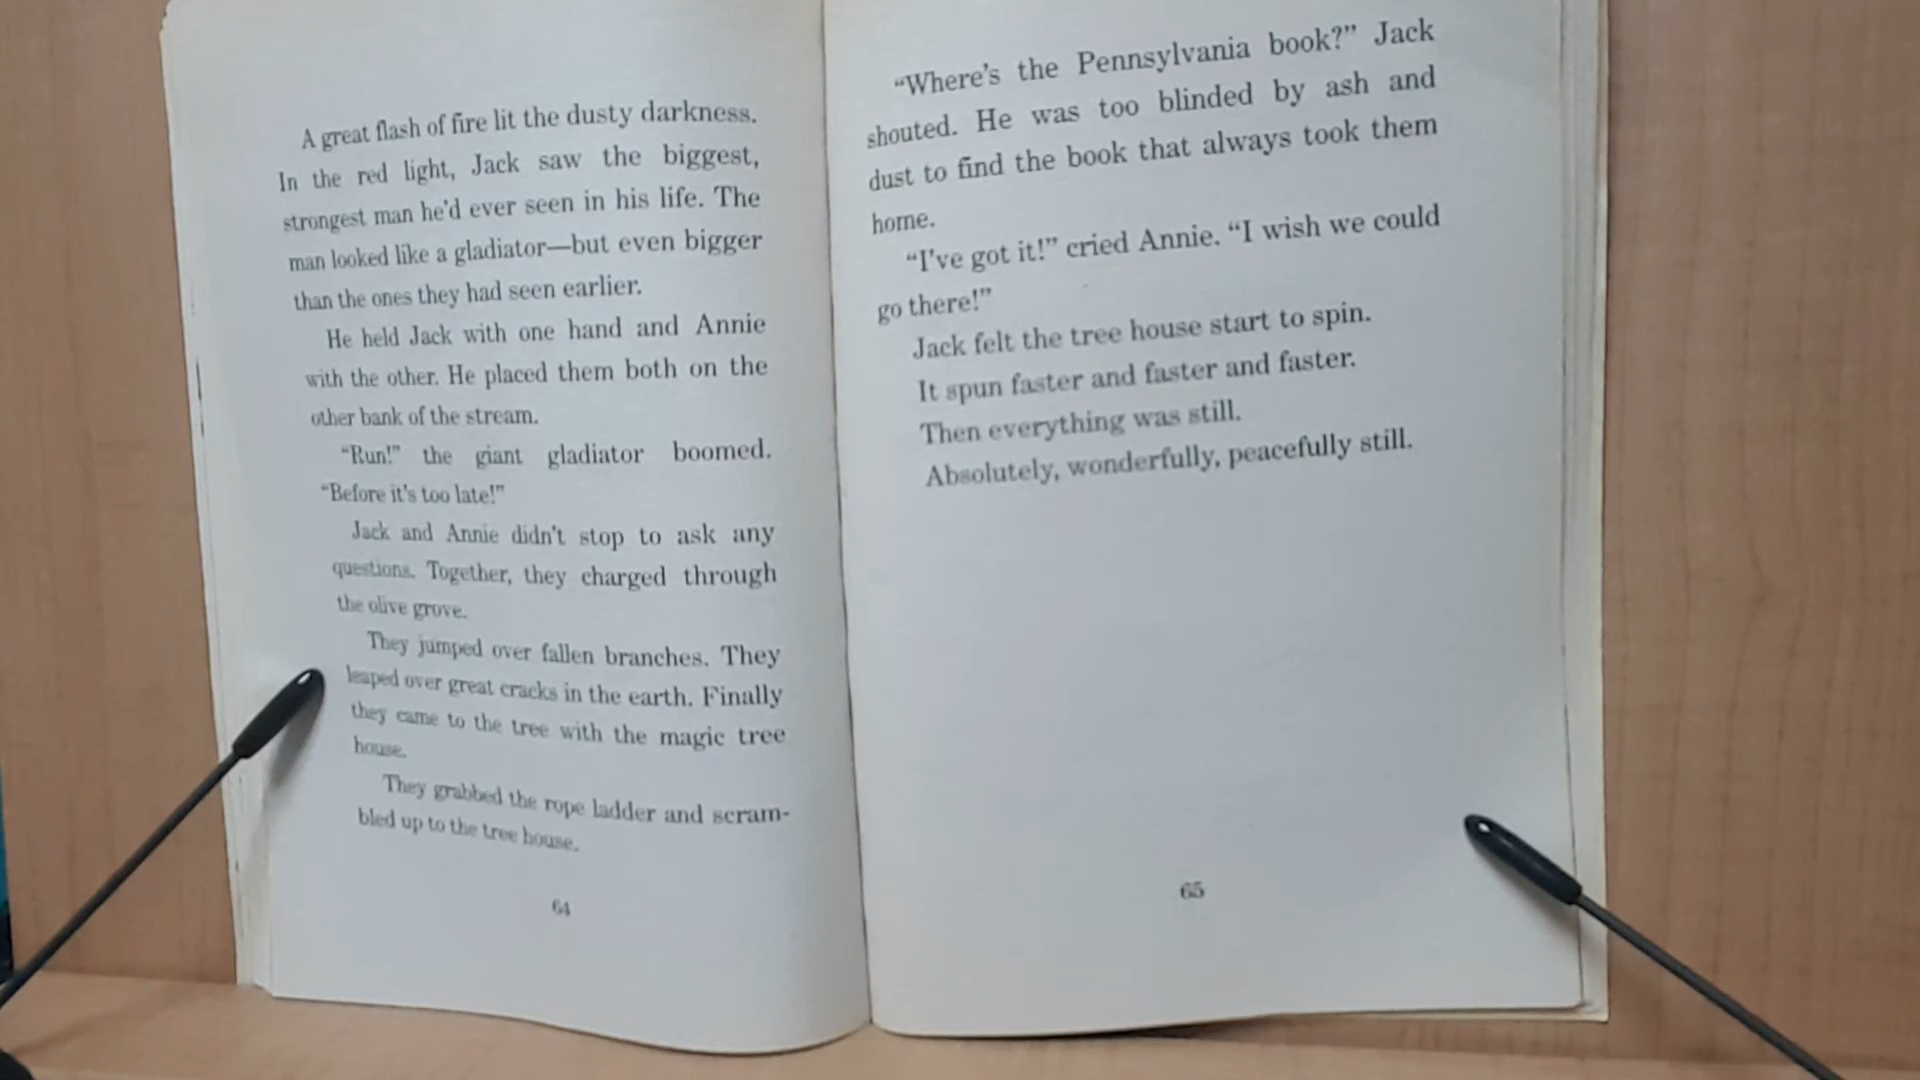 A great flash of fire lit the dusty darkness.
In the red light, Jack saw the biggest,
strongest man he'd ever seen in his life. The
man looked like a gladiator—but even bigger
than the ones they had seen earlier.
He held Jack with one hand and Annie
with the other. He placed them both on the
other bank of the stream.
“Run!” the giant gladiator boomed.
“Before it's too late!”
Jack and Annie didn't stop to ask any
questions. Together, they charged through
the olive grove.
They jumped over fallen branches. They
leaped over great cracks in the earth. Finally
they came to the tree with the magic tree
house.
They grabbed the rope ladder and scram-
bled up to the tree house.
64
“Where's the Pennsylvania book?” Jack
shouted. He was too blinded by ash and
dust to find the book that always took them
home.
“I've got it!” cried Annie. “I wish we could
go there!”
Jack felt the tree house start to spin.
It spun faster and faster and faster.
Then everything was still.
Absolutely, wonderfully, peacefully still.
65